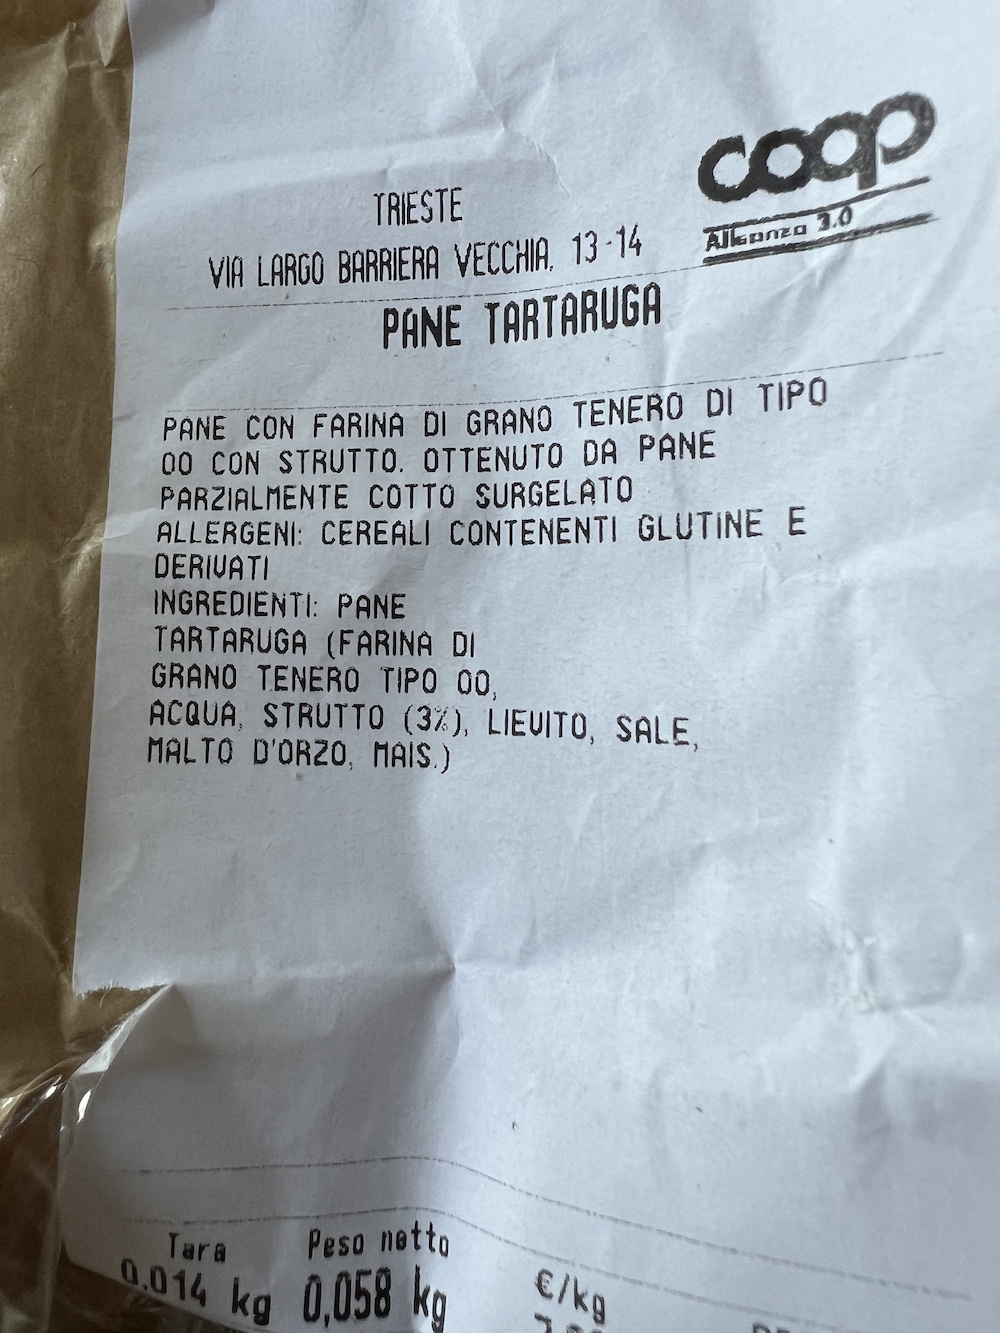 coop
Alleanza 3.0
TRIESTE
VIA LARGO BARRIERA VECCHIA, 13-14
PANE TARTARUGA
PANE CON FARINA DI GRANO TENERO DI TIPO
00 CON STRUTTO. OTTENUTO DA PANE
PARZIALMENTE COTTO SURGELATO
ALLERGENI: CEREALI CONTENENTI GLUTINE E
DERIVATI
INGREDIENTI: PANE
TARTARUGA (FARINA DI
GRANO TENERO TIPO 00,
ACQUA, STRUTTO (3%), LIEVITO, SALE,
MALTO D'ORZO, MAIS.)
Tara Peso netto
0,014 kg 0,058 kg €/kg